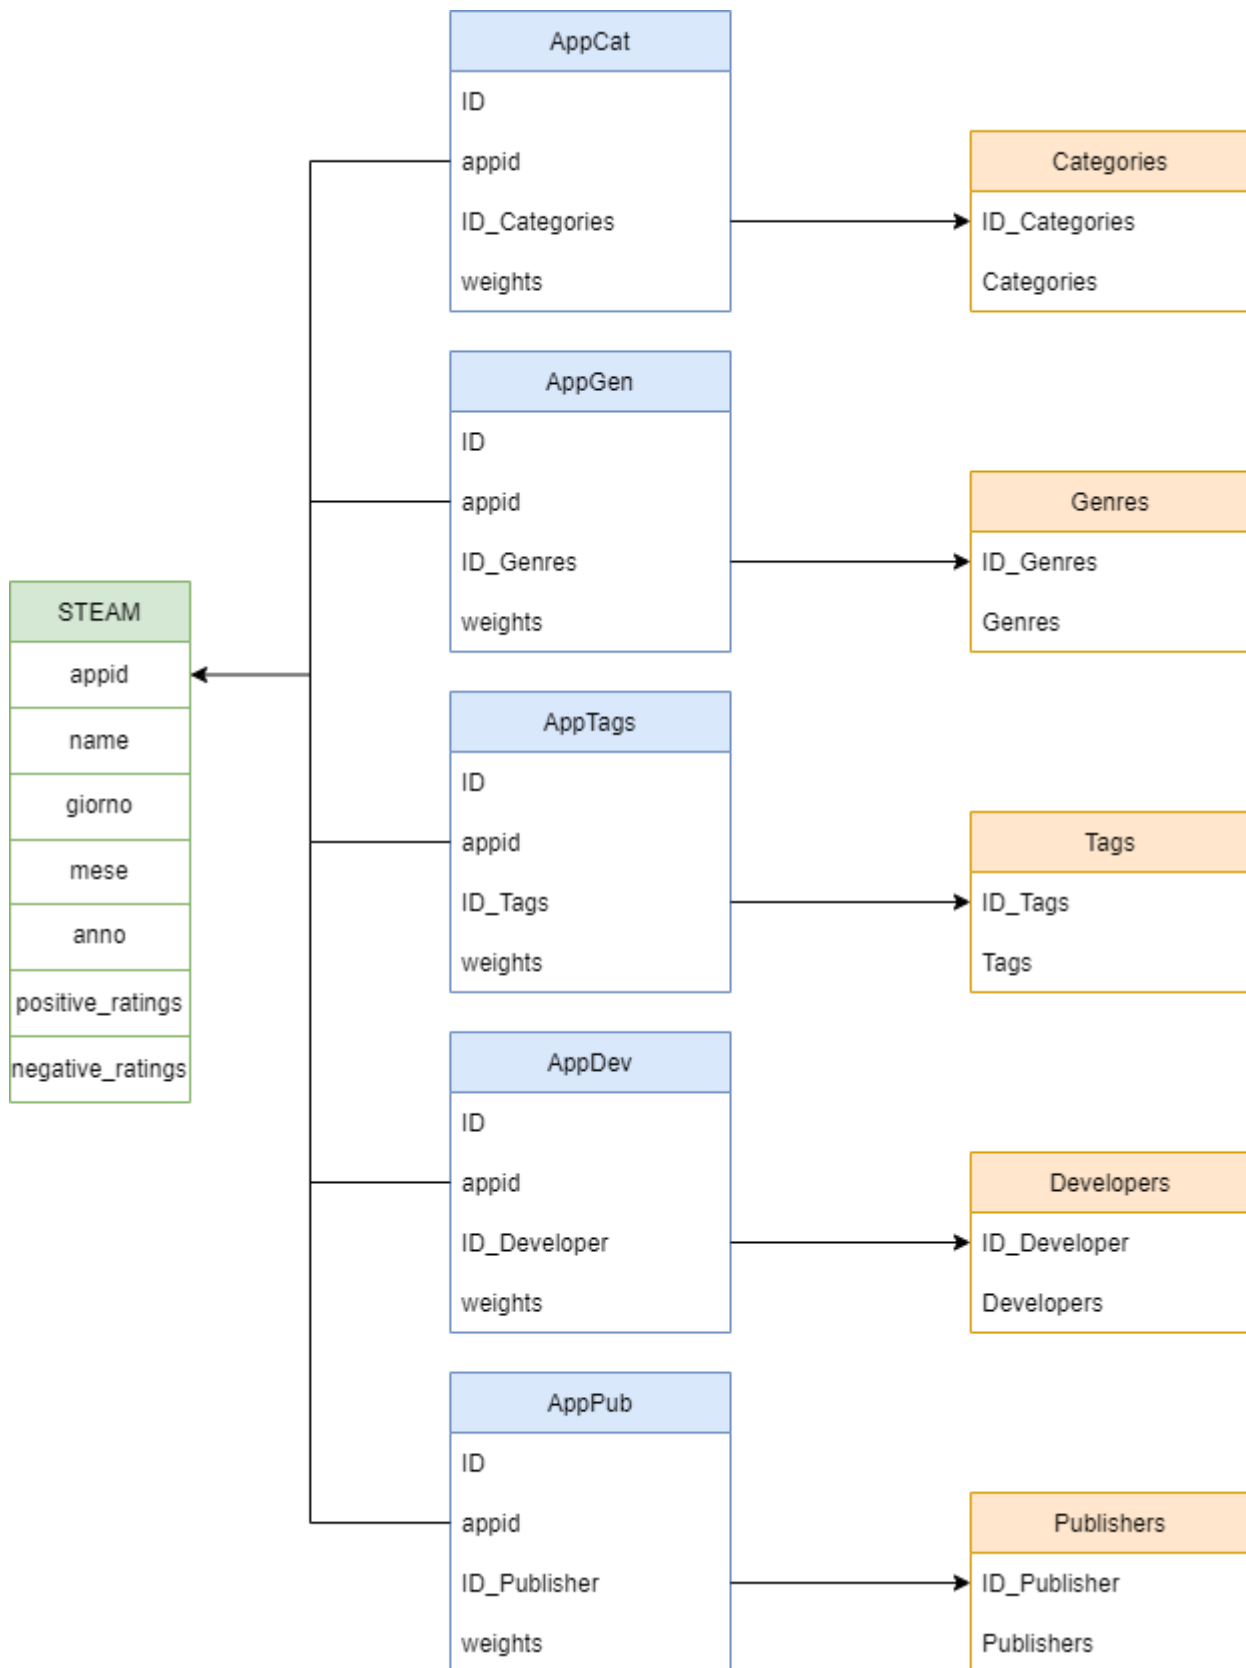 STEAM
appid
name
giorno
mese
anno
positive_ratings
negative_ratings
AppCat
ID
appid
ID_Categories
weights
Categories
ID_Categories
Categories
AppGen
ID
appid
ID_Genres
weights
Genres
ID_Genres
Genres
AppTags
ID
appid
ID_Tags
weights
Tags
ID_Tags
Tags
AppDev
ID
appid
ID_Developer
weights
Developers
ID_Developer
Developers
AppPub
ID
appid
ID_Publisher
weights
Publishers
ID_Publisher
Publishers